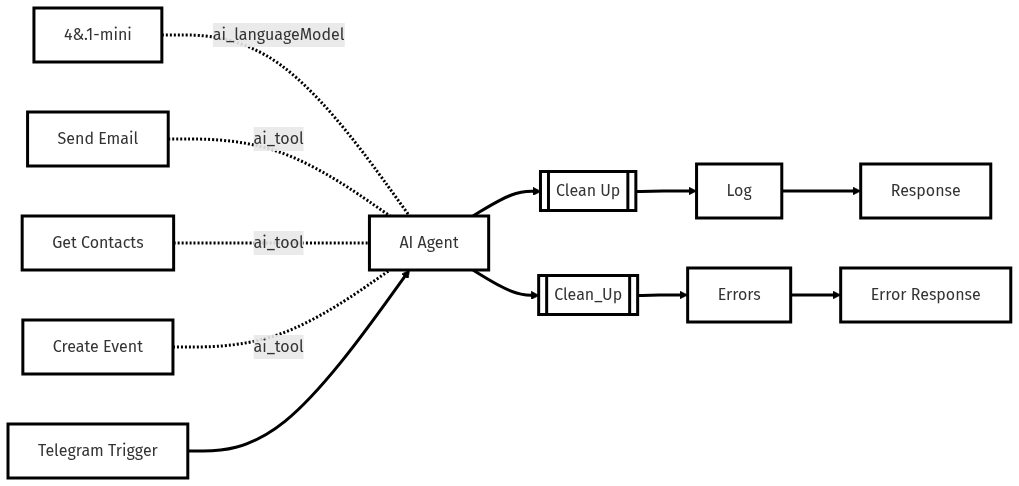 4&.1-mini
ai_languageModel
Send Email
ai_tool
Get Contacts
ai_tool
Create Event
ai_tool
Telegram Trigger
AI Agent
Clean Up
Log
Response
Clean_Up
Errors
Error Response